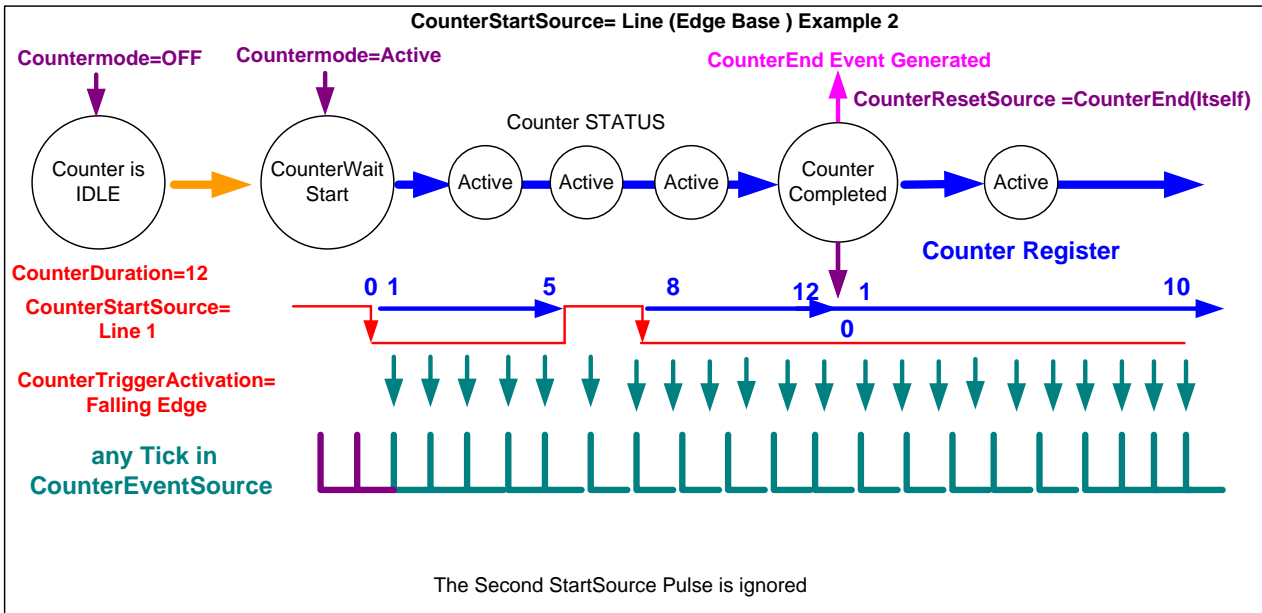 CounterStartSource= Line (Edge Base ) Example 2
Countermode=OFF
Countermode=Active
CounterEnd Event Generated
CounterResetSource =CounterEnd(Itself)
Counter STATUS
Counter is
IDLE
CounterWait
Start
Active
Active
Active
Counter
Completed
Active
Counter Register
CounterDuration=12
0 1 5 8 12 1 10
CounterStartSource=
Line 1
0
CounterTriggerActivation=
Falling Edge
any Tick in
CounterEventSource
The Second StartSource Pulse is ignored